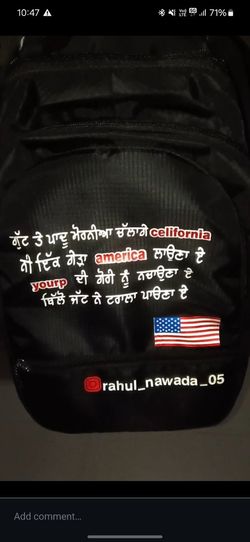 10:47
71%
ਗੁੱਟ ਤੇ ਪਾਦੂ ਮੋਰਨੀਆ ਚੱਲਾਗੇ celifornia
ਨੀ ਇੱਕ ਗੇੜਾ america ਲਾਉਣਾ ਏ
yourp ਦੀ ਗੋਰੀ ਨੂੰ ਨਚਾਉਣਾ ਏ
ਬਿੱਲੋ ਜੱਟ ਨੇ ਟਰਾਲਾ ਪਾਉਣਾ ਏ
rahul_nawada_05
Add comment...